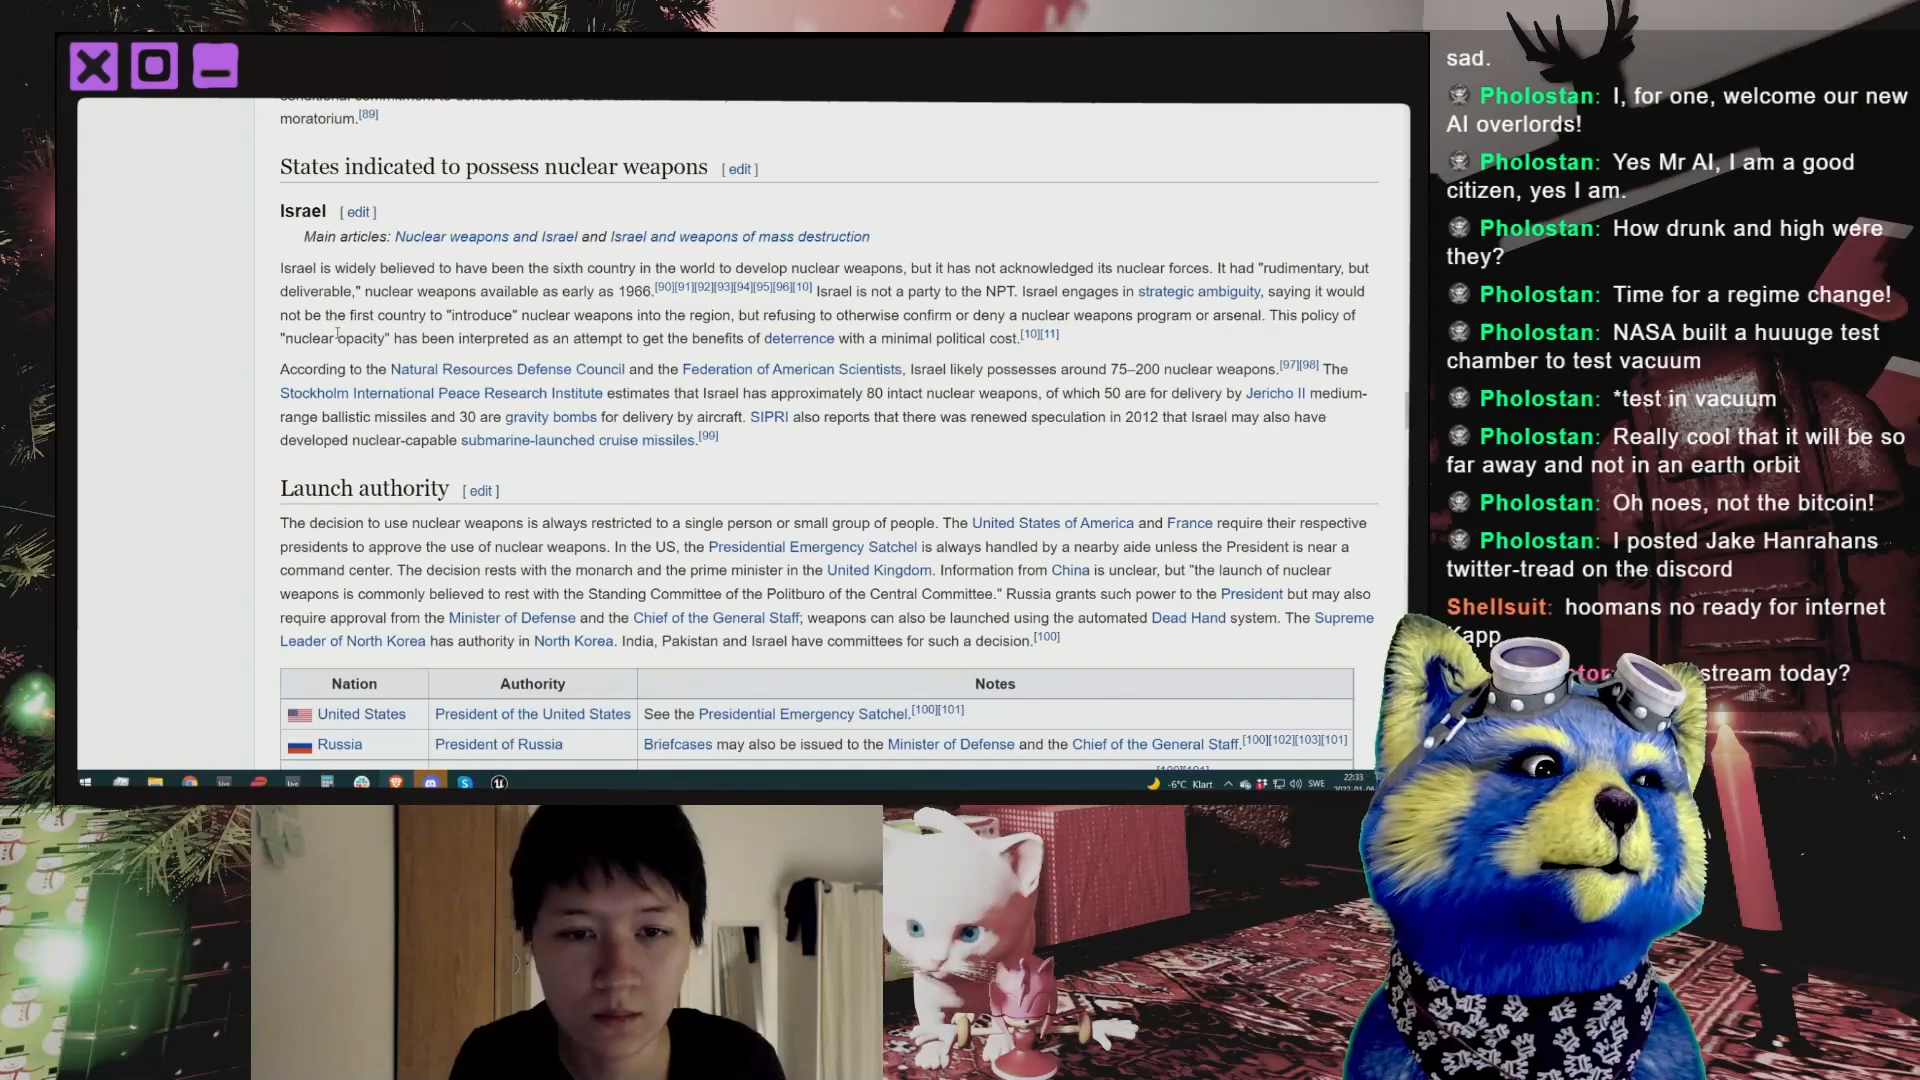 moratorium.[89]
States indicated to possess nuclear weapons [ edit ]
Israel [ edit ]
Main articles: Nuclear weapons and Israel and Israel and weapons of mass destruction
Israel is widely believed to have been the sixth country in the world to develop nuclear weapons, but it has not acknowledged its nuclear forces. It had "rudimentary, but
deliverable," nuclear weapons available as early as 1966.[90][91][92][93][94][95][96][10] Israel is not a party to the NPT. Israel engages in strategic ambiguity, saying it would
not be the first country to "introduce" nuclear weapons into the region, but refusing to otherwise confirm or deny a nuclear weapons program or arsenal. This policy of
"nuclear opacity" has been interpreted as an attempt to get the benefits of deterrence with a minimal political cost.[10][11]
According to the Natural Resources Defense Council and the Federation of American Scientists, Israel likely possesses around 75–200 nuclear weapons.[97][98] The
Stockholm International Peace Research Institute estimates that Israel has approximately 80 intact nuclear weapons, of which 50 are for delivery by Jericho II medium-
range ballistic missiles and 30 are gravity bombs for delivery by aircraft. SIPRI also reports that there was renewed speculation in 2012 that Israel may also have
developed nuclear-capable submarine-launched cruise missiles.[99]
Launch authority [ edit ]
The decision to use nuclear weapons is always restricted to a single person or small group of people. The United States of America and France require their respective
presidents to approve the use of nuclear weapons. In the US, the Presidential Emergency Satchel is always handled by a nearby aide unless the President is near a
command center. The decision rests with the monarch and the prime minister in the United Kingdom. Information from China is unclear, but "the launch of nuclear
weapons is commonly believed to rest with the Standing Committee of the Politburo of the Central Committee." Russia grants such power to the President but may also
require approval from the Minister of Defense and the Chief of the General Staff; weapons can also be launched using the automated Dead Hand system. The Supreme
Leader of North Korea has authority in North Korea. India, Pakistan and Israel have committees for such a decision.[100]
Nation Authority Notes
United States President of the United States See the Presidential Emergency Satchel.[100][101]
Russia President of Russia Briefcases may also be issued to the Minister of Defense and the Chief of the General Staff.[100][102][103][101]
-6°C Klart SWE 22:33
sad.
Pholostan: I, for one, welcome our new
AI overlords!
Pholostan: Yes Mr AI, I am a good
citizen, yes I am.
Pholostan: How drunk and high were
they?
Pholostan: Time for a regime change!
Pholostan: NASA built a huuuge test
chamber to test vacuum
Pholostan: *test in vacuum
Pholostan: Really cool that it will be so
far away and not in an earth orbit
Pholostan: Oh noes, not the bitcoin!
Pholostan: I posted Jake Hanrahans
twitter-tread on the discord
Shellsuit: hoomans no ready for internet
Kapp
stream today?